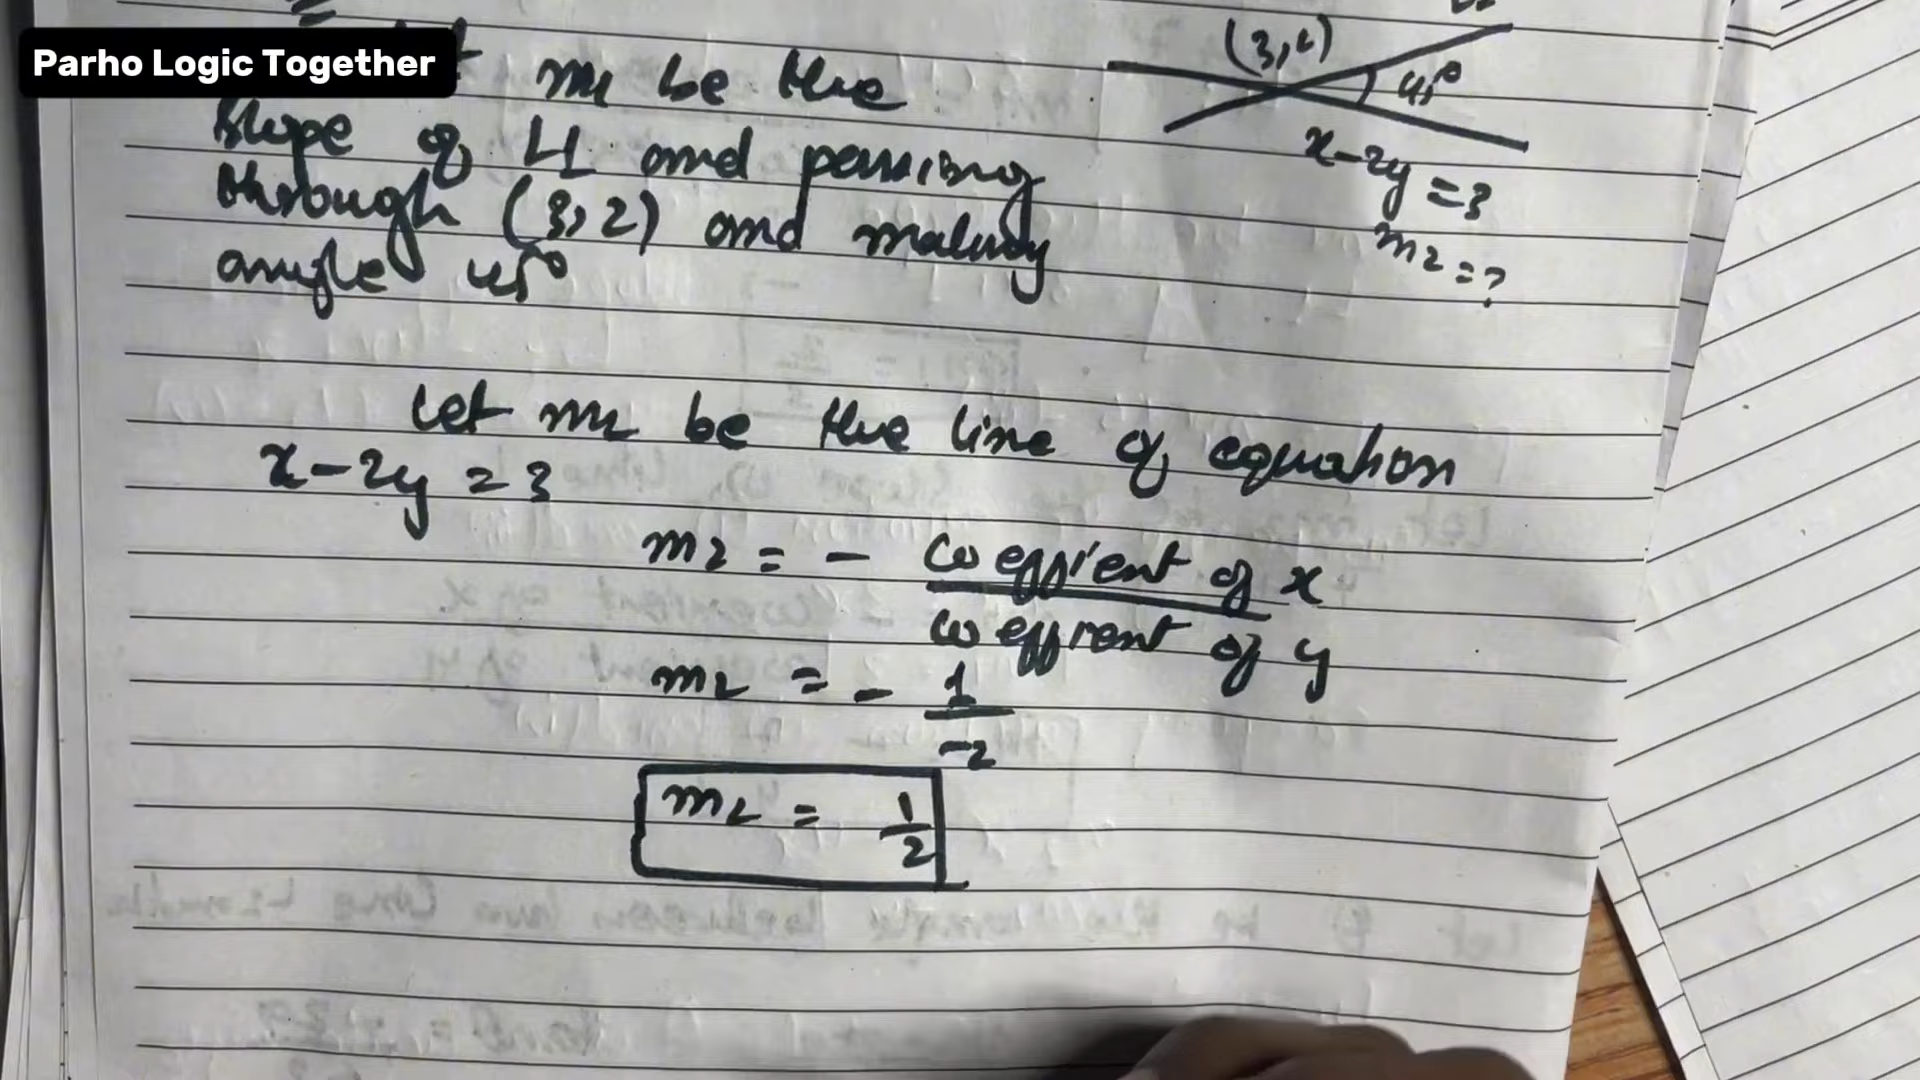 Parho Logic Together
m1 be the
slope of L1 and passing
through (3,2) and making
angle 45°
(3,2)
45°
x-2y=3
m2=?
Let m2 be the line of equation
x-2y=3
m2 = - coeffient of x
coeffient of y
m2 = - 1
-2
m2 = 1
2